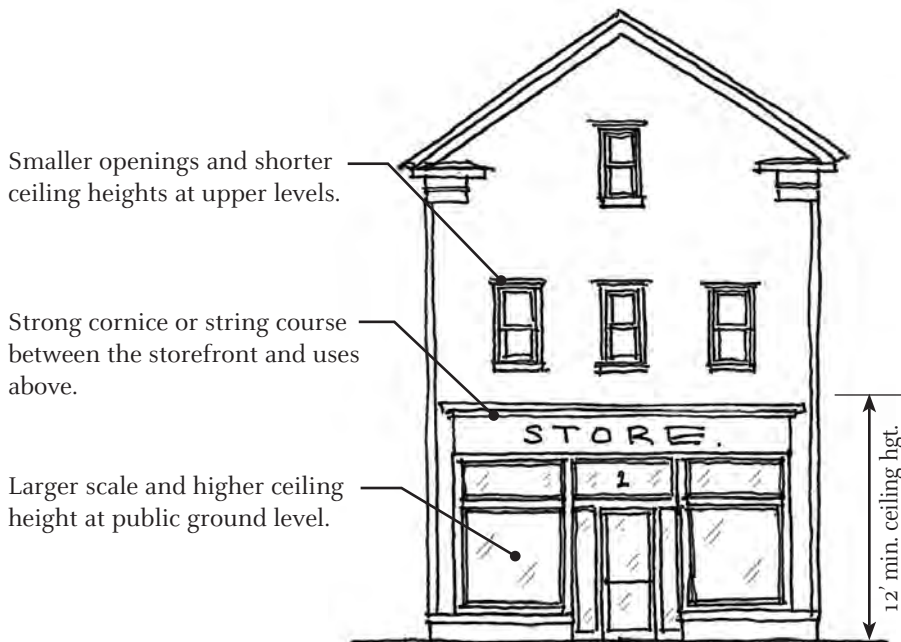 Smaller openings and shorter
ceiling heights at upper levels.
Strong cornice or string course
between the storefront and uses
above.
STORE.
2
Larger scale and higher ceiling
height at public ground level.
12' min. ceiling hgt.